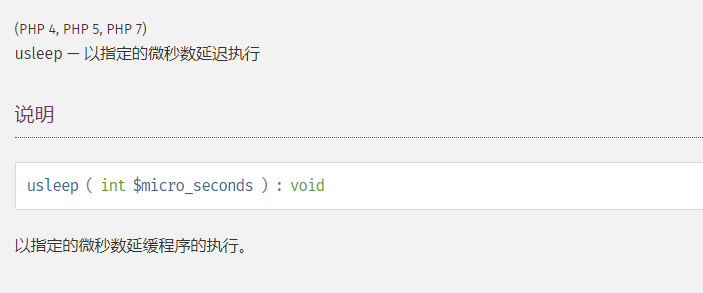 (PHP 4, PHP 5, PHP 7)
usleep — 以指定的微秒数延迟执行
说明
usleep ( int $micro_seconds ) : void
以指定的微秒数延缓程序的执行。